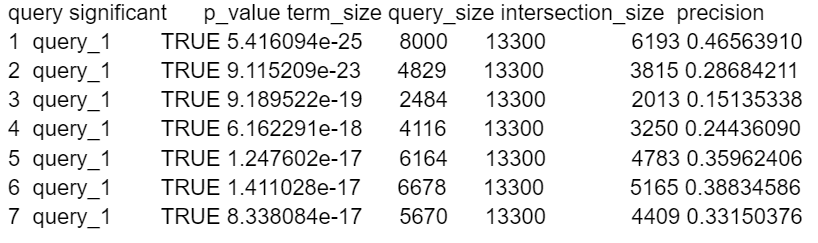 query significant p_value term_size query_size intersection_size precision
1 query_1 TRUE 5.416094e-25 8000 13300 6193 0.46563910
2 query_1 TRUE 9.115209e-23 4829 13300 3815 0.28684211
3 query_1 TRUE 9.189522e-19 2484 13300 2013 0.15135338
4 query_1 TRUE 6.162291e-18 4116 13300 3250 0.24436090
5 query_1 TRUE 1.247602e-17 6164 13300 4783 0.35962406
6 query_1 TRUE 1.411028e-17 6678 13300 5165 0.38834586
7 query_1 TRUE 8.338084e-17 5670 13300 4409 0.33150376